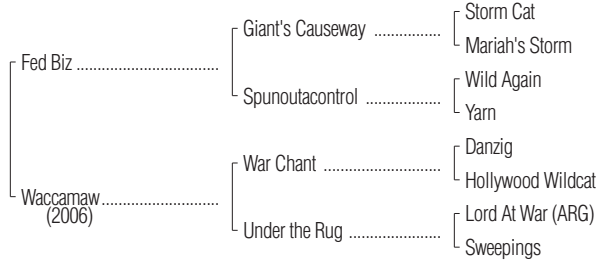 Storm Cat
Giant's Causeway ................
Mariah's Storm
Fed Biz ..................................
Wild Again
Spunoutacontrol ..................
Yarn
Danzig
War Chant ............................
Hollywood Wildcat
Waccamaw ............................
(2006)
Lord At War (ARG)
Under the Rug ......................
Sweepings